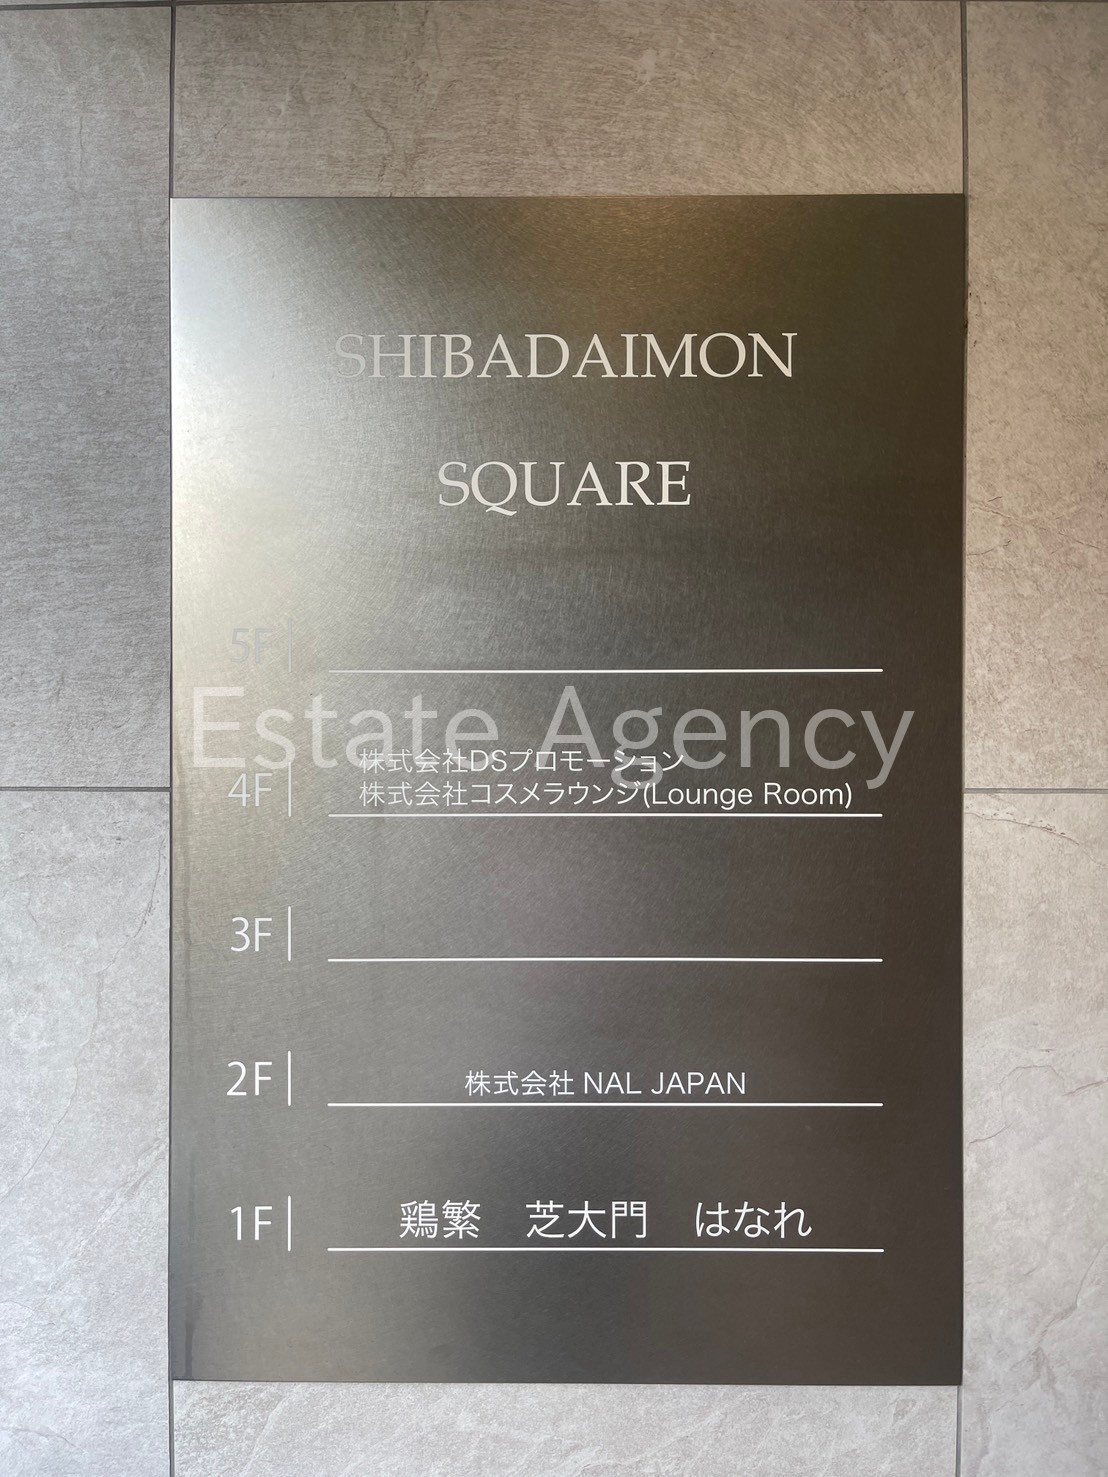 SHIBADAIMON
SQUARE
5F
Estate Agency
株式会社DSプロモーション
4F 株式会社コスメラウンジ(Lounge Room)
3F
2F 株式会社 NAL JAPAN
1F 鶏繁 芝大門 はなれ